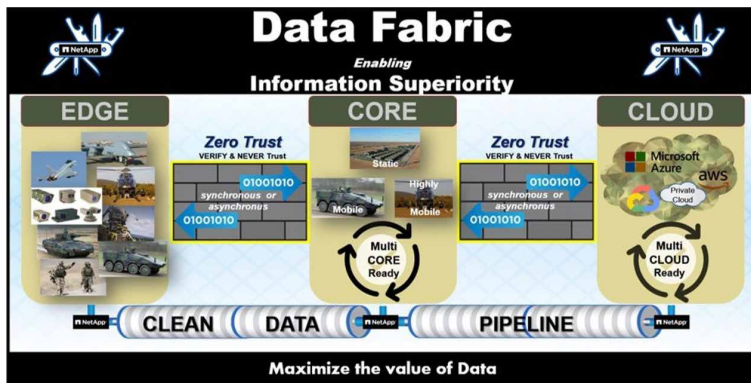 Data Fabric
Enabling
Information Superiority
NetApp
NetApp
EDGE
CORE
CLOUD
Zero Trust
VERIFY & NEVER Trust
01001010
synchronous or
asynchronus
01001010
Static
Mobile
Highly
Mobile
Multi
CORE
Ready
Zero Trust
VERIFY & NEVER Trust
01001010
synchronous or
asynchronus
01001010
Microsoft
Azure
aws
Private
Cloud
Multi
CLOUD
Ready
NetApp
CLEAN DATA
NetApp
PIPELINE
NetApp
Maximize the value of Data